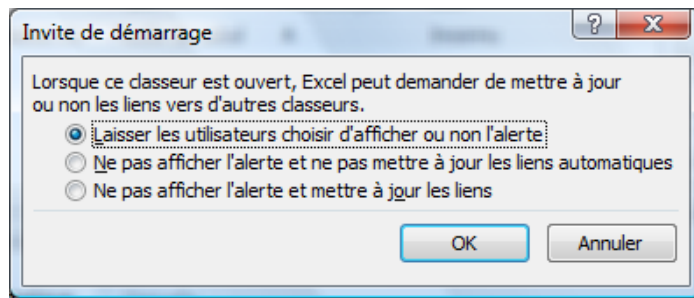 Invite de démarrage
Lorsque ce classeur est ouvert, Excel peut demander de mettre à jour
ou non les liens vers d'autres classeurs.
Laisser les utilisateurs choisir d'afficher ou non l'alerte
Ne pas afficher l'alerte et ne pas mettre à jour les liens automatiques
Ne pas afficher l'alerte et mettre à jour les liens
OK Annuler